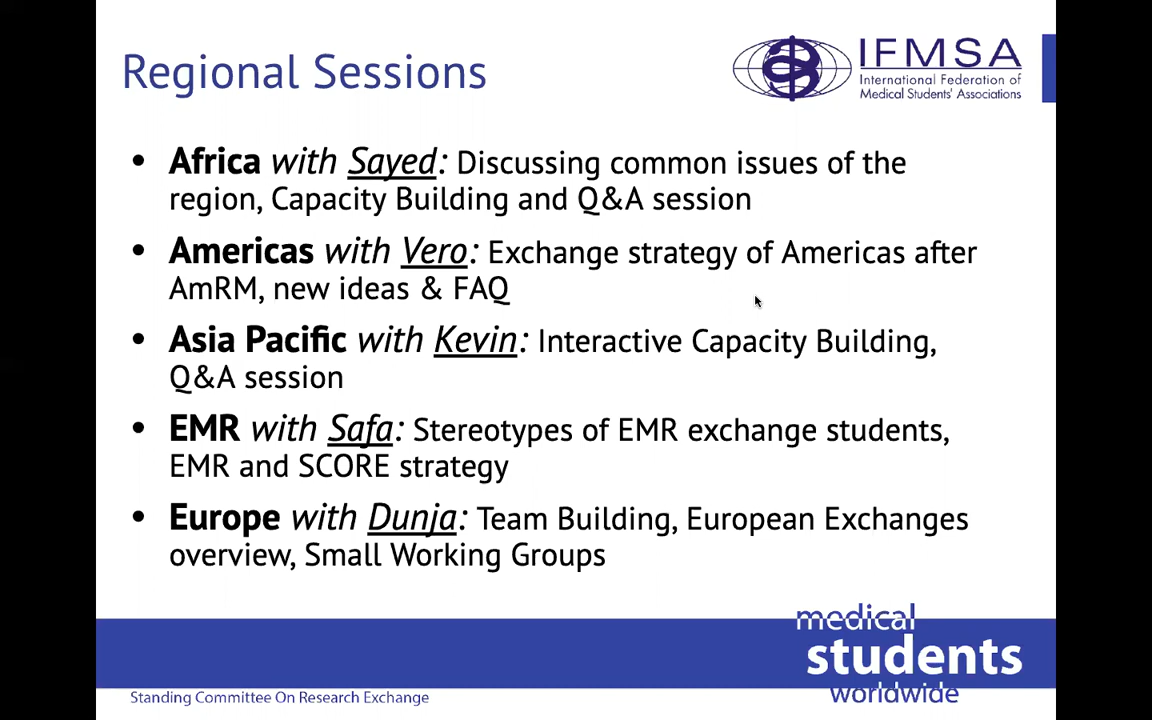 Regional Sessions
IFMSA
International Federation of
Medical Students' Associations
• Africa with Sayed: Discussing common issues of the
region, Capacity Building and Q&A session
• Americas with Vero: Exchange strategy of Americas after
AmRM, new ideas & FAQ
• Asia Pacific with Kevin: Interactive Capacity Building,
Q&A session
• EMR with Safa: Stereotypes of EMR exchange students,
EMR and SCORE strategy
• Europe with Dunja: Team Building, European Exchanges
overview, Small Working Groups
medical
students
worldwide
Standing Committee On Research Exchange